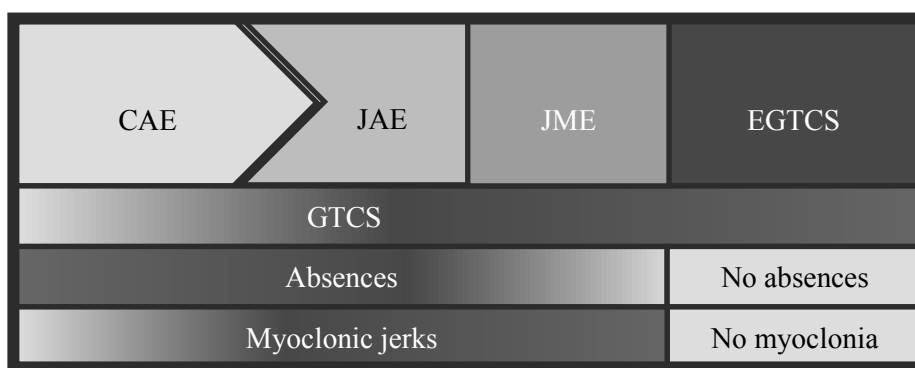 CAE JAE JME EGTCS
GTCS
Absences No absences
Myoclonic jerks No myoclonia